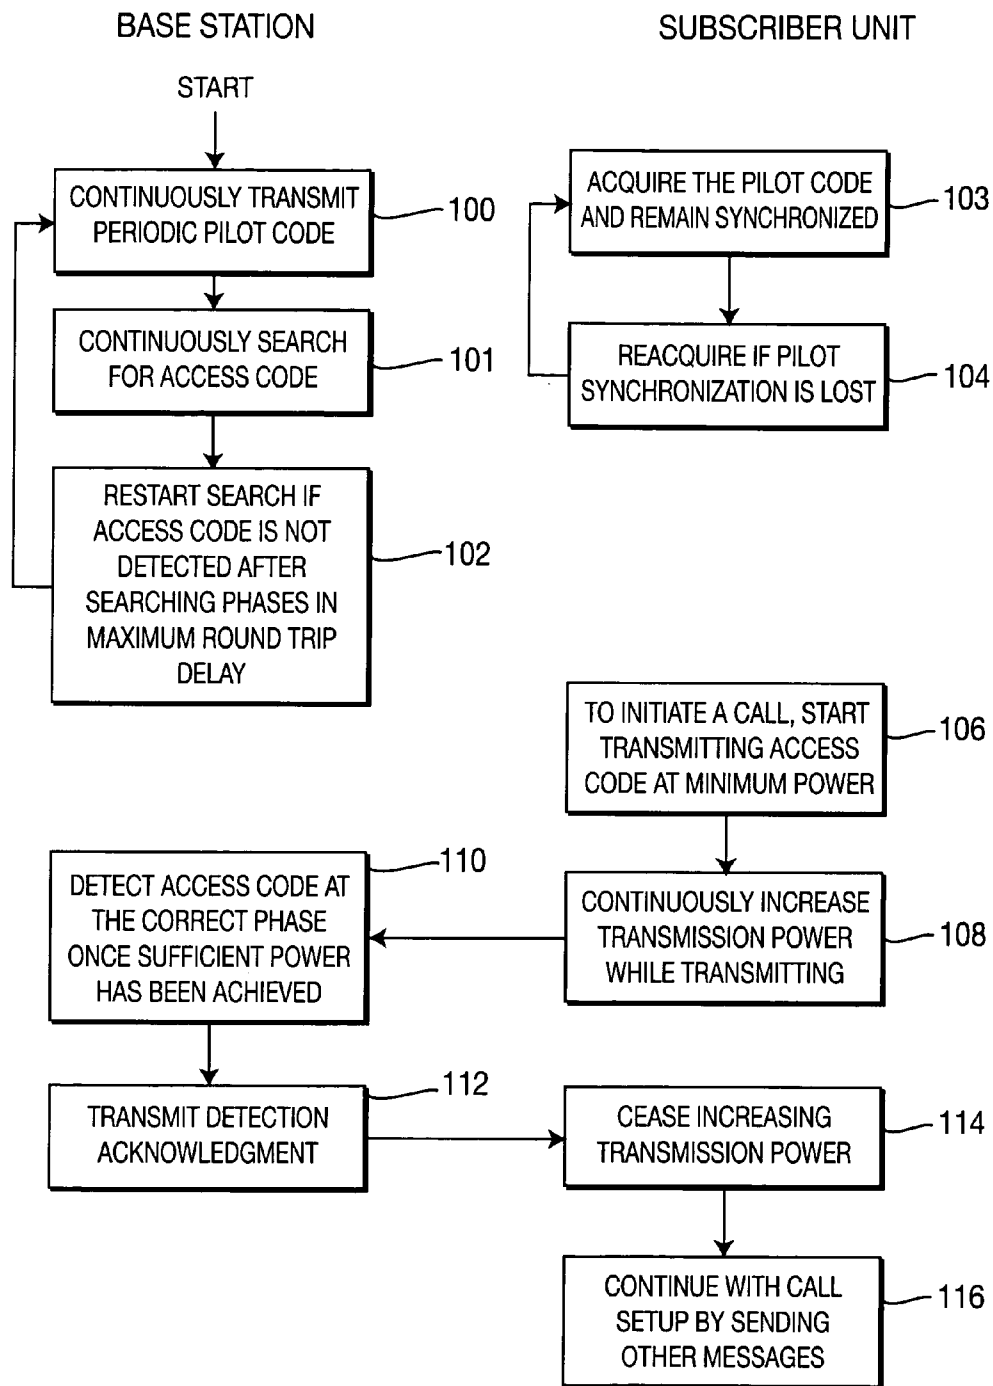 BASE STATION
SUBSCRIBER UNIT
START
CONTINUOUSLY TRANSMIT
PERIODIC PILOT CODE
100
ACQUIRE THE PILOT CODE
AND REMAIN SYNCHRONIZED
103
CONTINUOUSLY SEARCH
FOR ACCESS CODE
101
REACQUIRE IF PILOT
SYNCHRONIZATION IS LOST
104
RESTART SEARCH IF
ACCESS CODE IS NOT
DETECTED AFTER
SEARCHING PHASES IN
MAXIMUM ROUND TRIP
DELAY
102
TO INITIATE A CALL, START
TRANSMITTING ACCESS
CODE AT MINIMUM POWER
106
DETECT ACCESS CODE AT
THE CORRECT PHASE
ONCE SUFFICIENT POWER
HAS BEEN ACHIEVED
110
CONTINUOUSLY INCREASE
TRANSMISSION POWER
WHILE TRANSMITTING
108
TRANSMIT DETECTION
ACKNOWLEDGMENT
112
CEASE INCREASING
TRANSMISSION POWER
114
CONTINUE WITH CALL
SETUP BY SENDING
OTHER MESSAGES
116